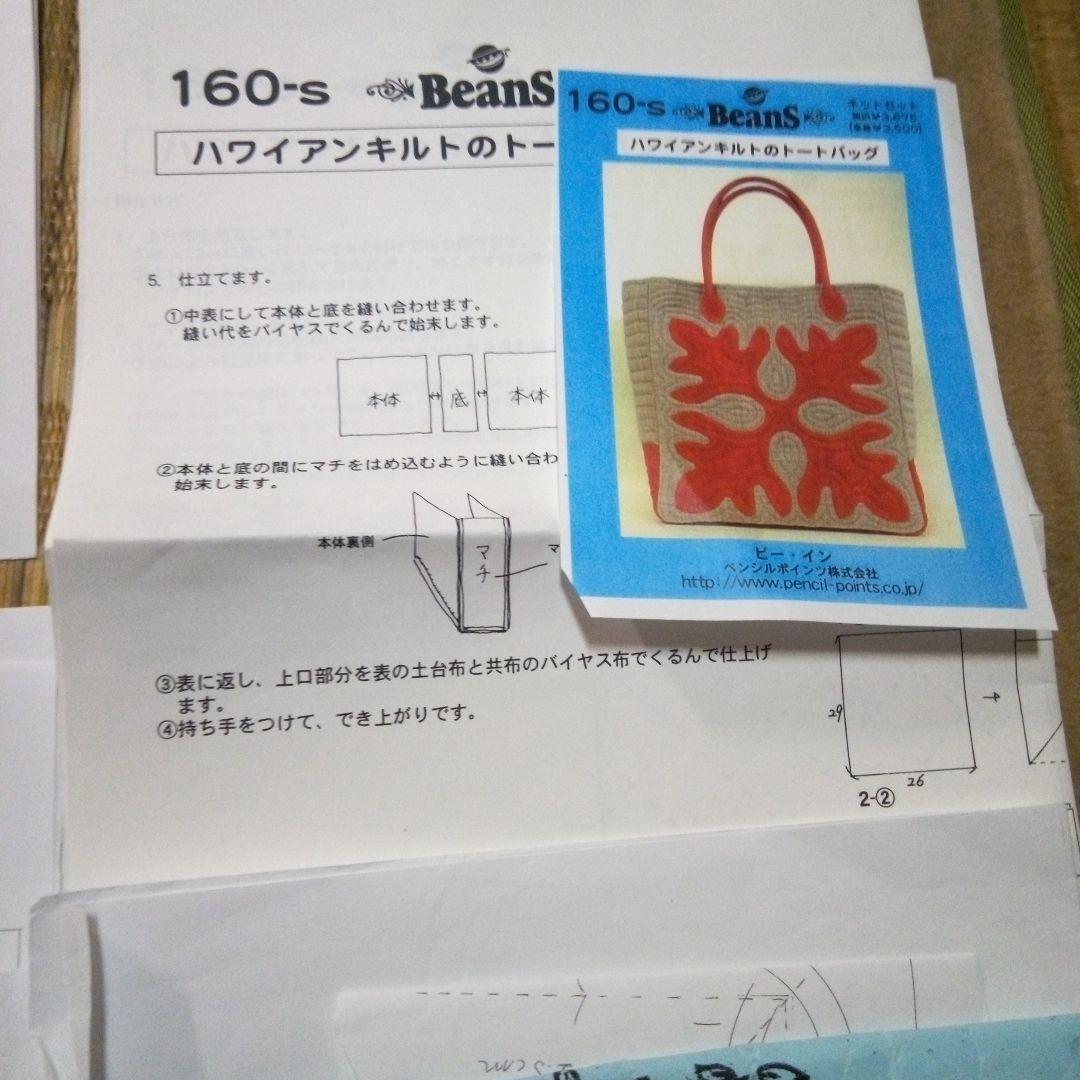 160-s BeanS
ハワイアンキルトのトー
5. 仕立てます。
①中表にして本体と底を縫い合わせます。
縫い代をバイヤスでくるんで始末します。
本体 ↔ 底 ↔ 本体
②本体と底の間にマチをはめ込むように縫い合わ
始末します。
本体裏側
マチ
マ
③表に返し、上口部分を表の土台布と共布のバイヤス布でくるんで仕上げ
ます。
④持ち手をつけて、でき上がりです。
29
→
26
2-②
160-s BeanS
キットセット
税込¥3,675
(本体¥3,500)
ハワイアンキルトのトートバッグ
ビー・イン
ペンシルポインツ株式会社
http://www.pencil-points.co.jp/